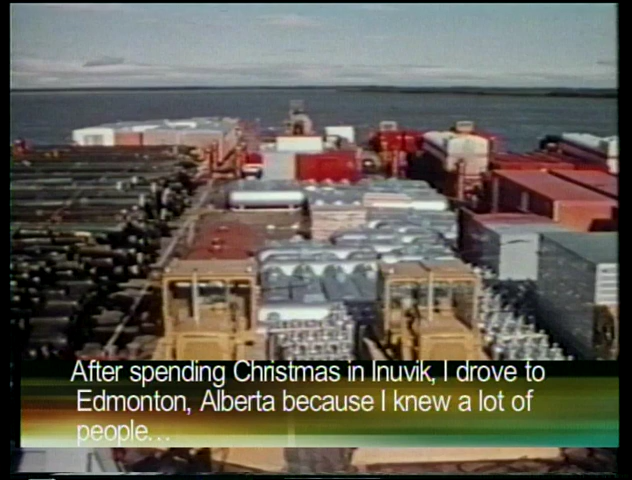 After spending Christmas in Inuvik, I drove to
Edmonton, Alberta because I knew a lot of
people...